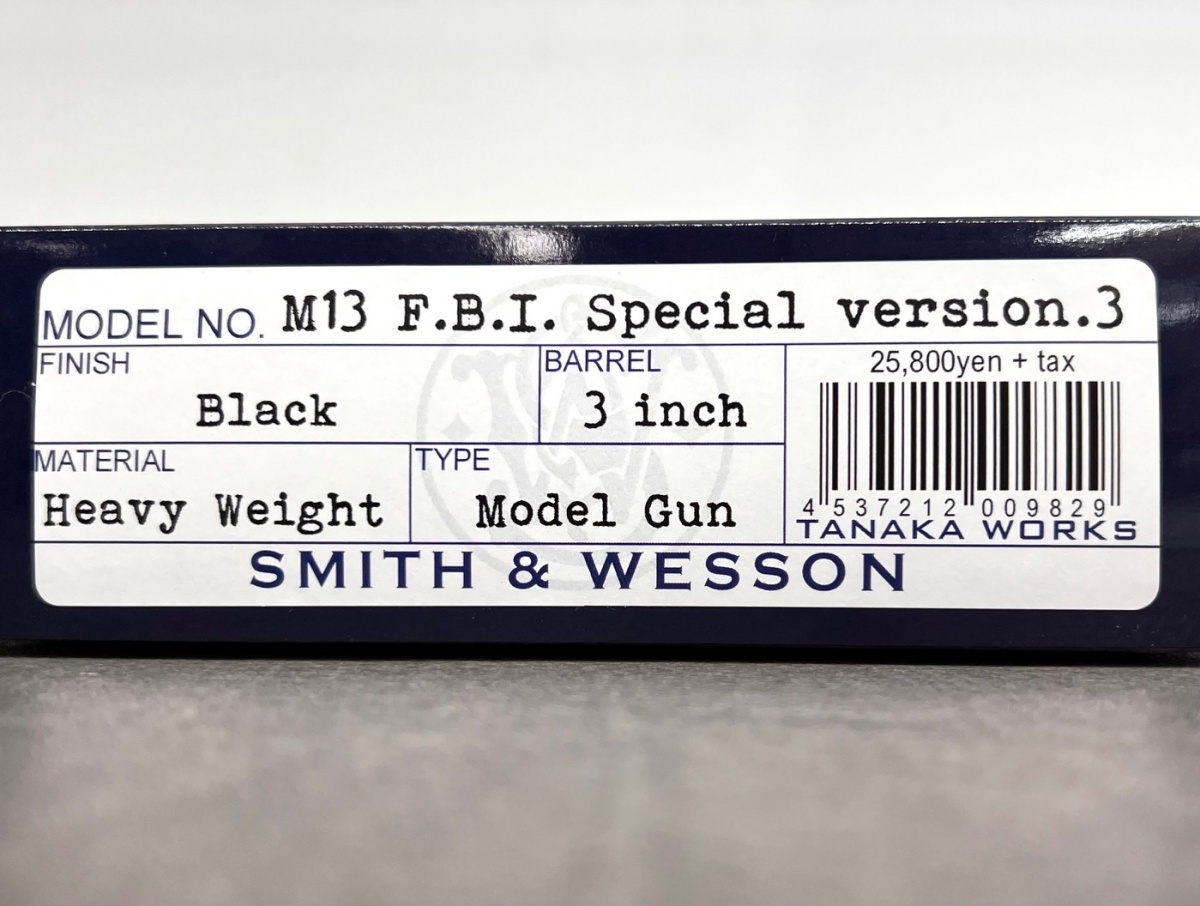 MODEL NO. M13 F.B.I. Special version.3
FINISH
Black
BARREL
3 inch
25,800yen + tax
MATERIAL
Heavy Weight
TYPE
Model Gun
4 537212 009829
TANAKA WORKS
SMITH & WESSON